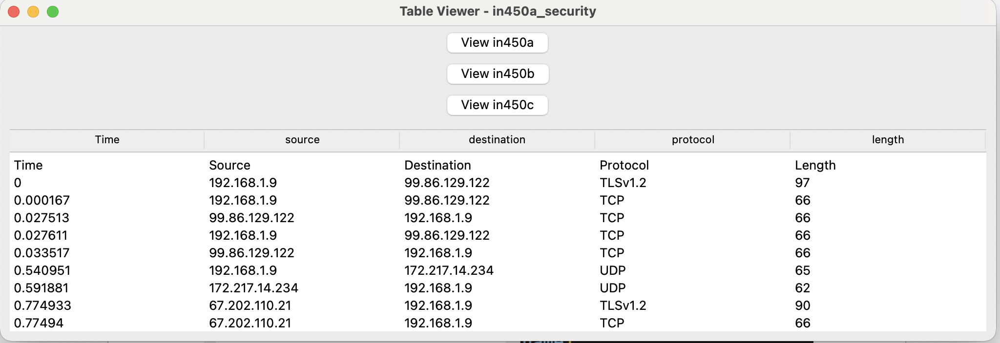 Table Viewer - in450a_security
View in450a
View in450b
View in450c
Time source destination protocol length
Time Source Destination Protocol Length
0 192.168.1.9 99.86.129.122 TLSv1.2 97
0.000167 192.168.1.9 99.86.129.122 TCP 66
0.027513 99.86.129.122 192.168.1.9 TCP 66
0.027611 192.168.1.9 99.86.129.122 TCP 66
0.033517 99.86.129.122 192.168.1.9 TCP 66
0.540951 192.168.1.9 172.217.14.234 UDP 65
0.591881 172.217.14.234 192.168.1.9 UDP 62
0.774933 67.202.110.21 192.168.1.9 TLSv1.2 90
0.77494 67.202.110.21 192.168.1.9 TCP 66